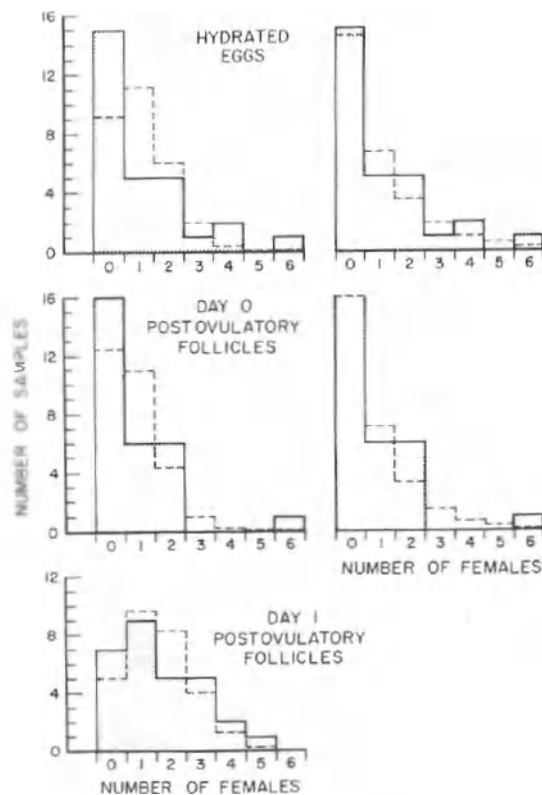 HYDRATED
EGGS
16
12
8
4
0
0 1 2 3 4 5 6
0 1 2 3 4 5 6
DAY 0
POSTOVULATORY
FOLLICLES
16
12
8
4
0
0 1 2 3 4 5 6
0 1 2 3 4 5 6
NUMBER OF SAMPLES
NUMBER OF FEMALES
DAY 1
POSTOVULATORY
FOLLICLES
12
8
4
0
0 1 2 3 4 5 6
NUMBER OF FEMALES